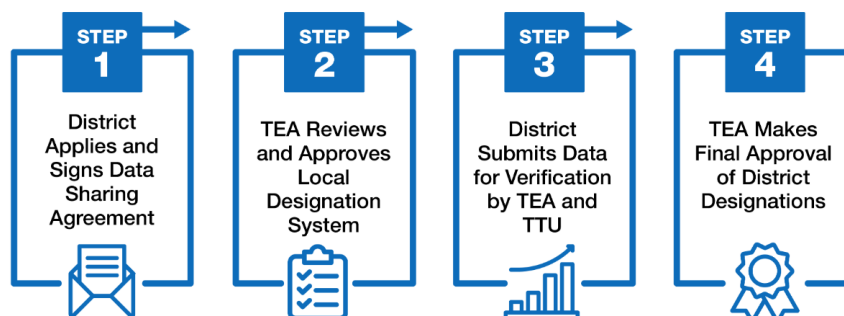 STEP
1
District
Applies and
Signs Data
Sharing
Agreement
STEP
2
TEA Reviews
and Approves
Local
Designation
System
STEP
3
District
Submits Data
for Verification
by TEA and
TTU
STEP
4
TEA Makes
Final Approval
of District
Designations